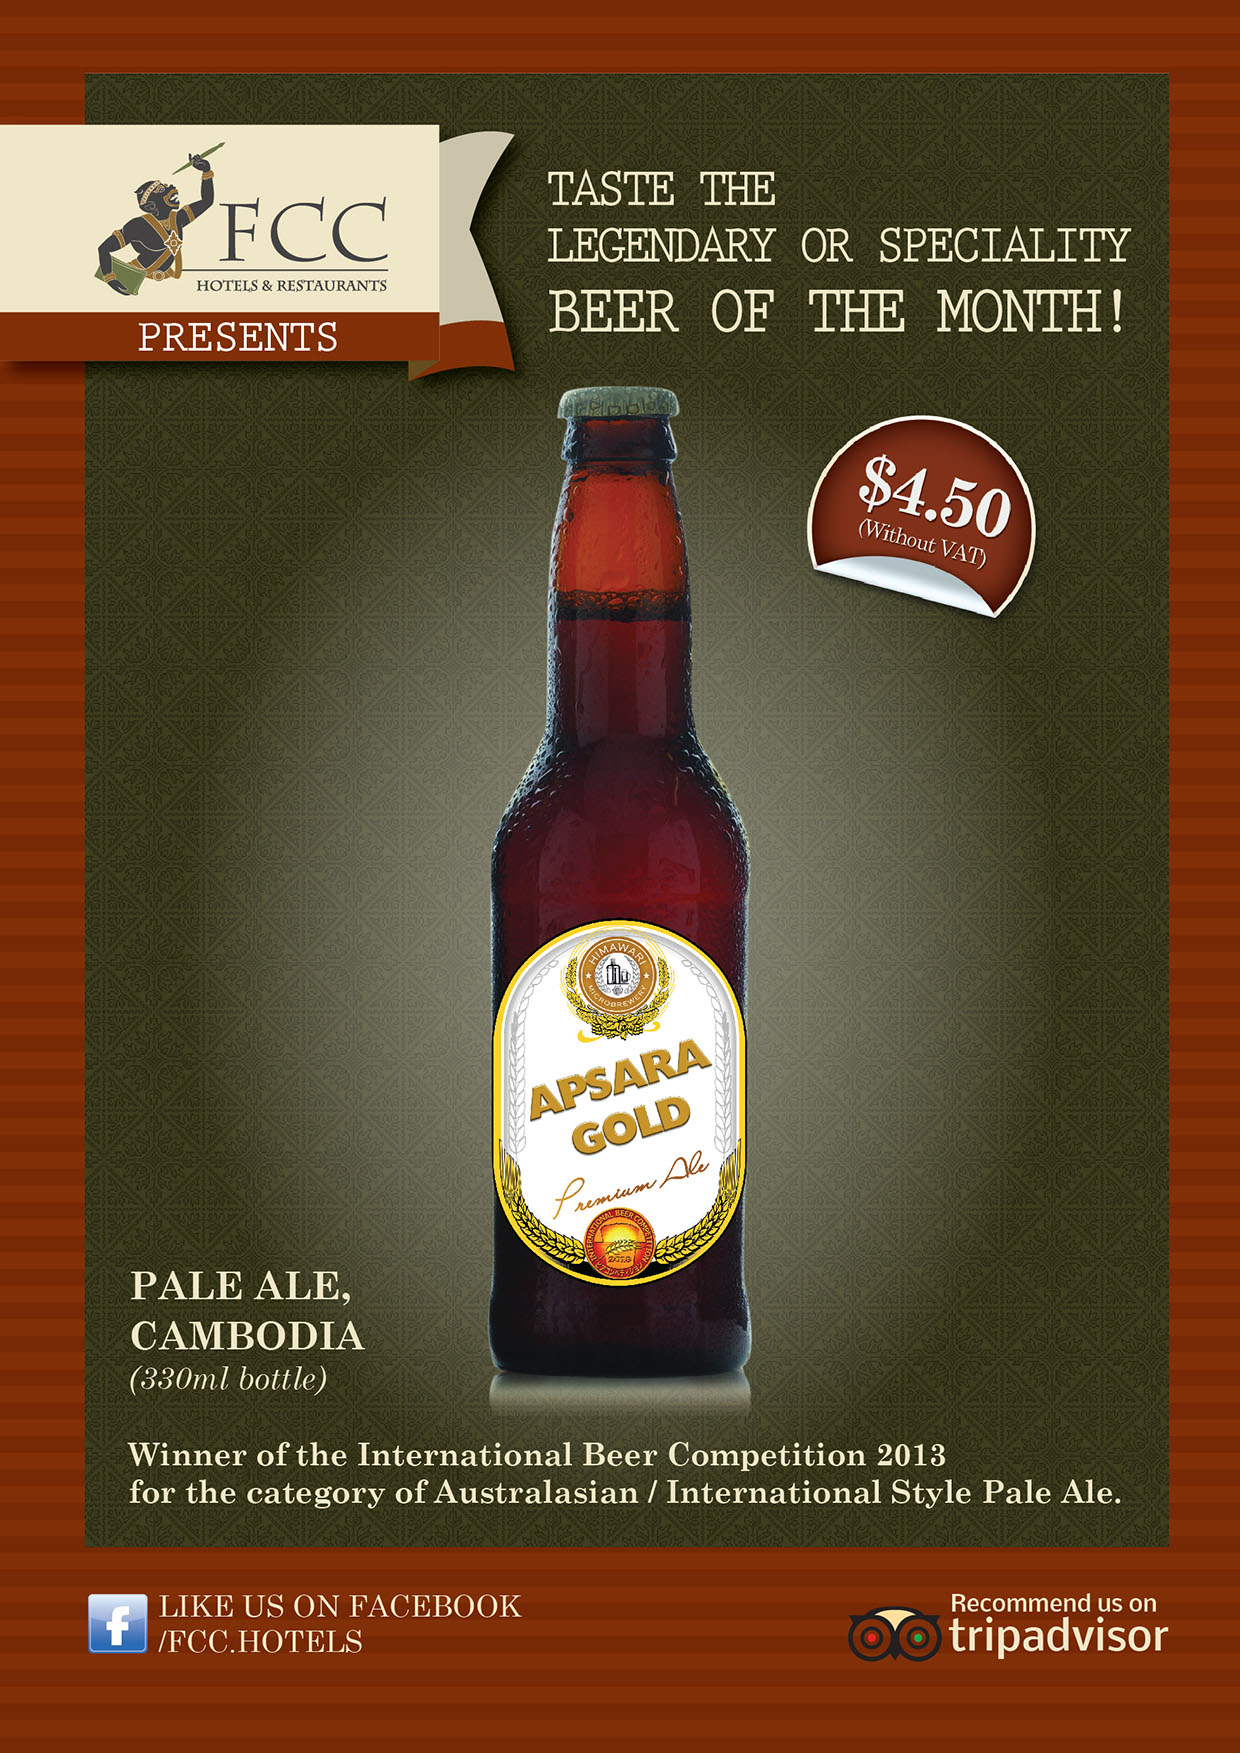 FCC
HOTELS & RESTAURANTS
PRESENTS
TASTE THE
LEGENDARY OR SPECIALITY
BEER OF THE MONTH!
$4.50
(Without VAT)
HIMAWARI
MICROBREWERY
APSARA
GOLD
Premium Ale
INTERNATIONAL BEER COMPETITION
PALE ALE,
CAMBODIA
(330ml bottle)
Winner of the International Beer Competition 2013
for the category of Australasian / International Style Pale Ale.
f
LIKE US ON FACEBOOK
/FCC.HOTELS
Recommend us on
tripadvisor